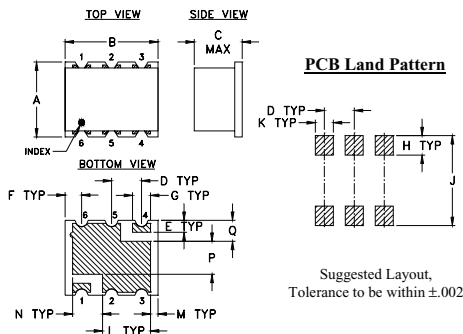 TOP VIEW
SIDE VIEW
B
C
MAX
1 2 3
A
6 5 4
INDEX
BOTTOM VIEW
F TYP
D TYP
G TYP
6 5 4
E TYP
Q
P
1 2 3
N TYP
M TYP
L TYP
PCB Land Pattern
D TYP
K TYP
H TYP
J
Suggested Layout,
Tolerance to be within ±.002